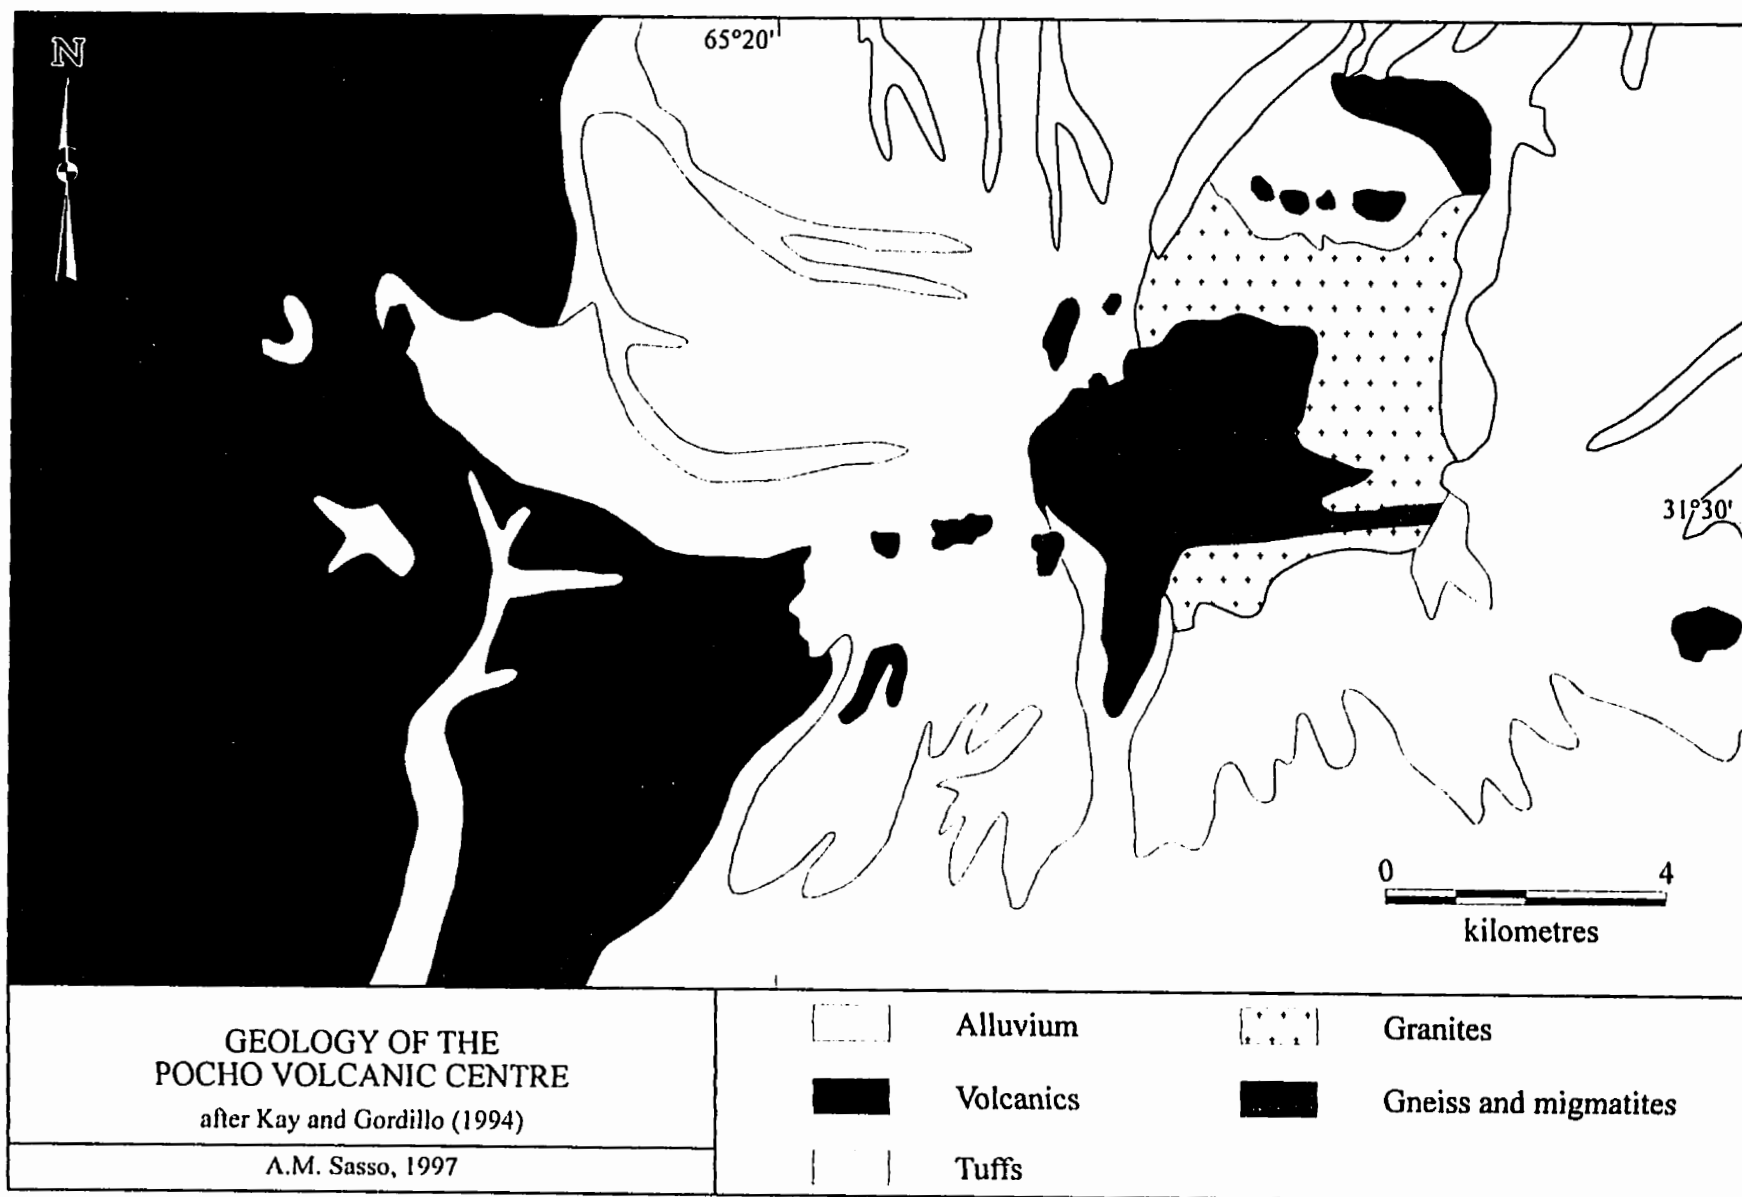 N
65°20'
31°30'
0 4
kilometres
GEOLOGY OF THE
POCHO VOLCANIC CENTRE
after Kay and Gordillo (1994)
A.M. Sasso, 1997
Alluvium
Volcanics
Tuffs
Granites
Gneiss and migmatites